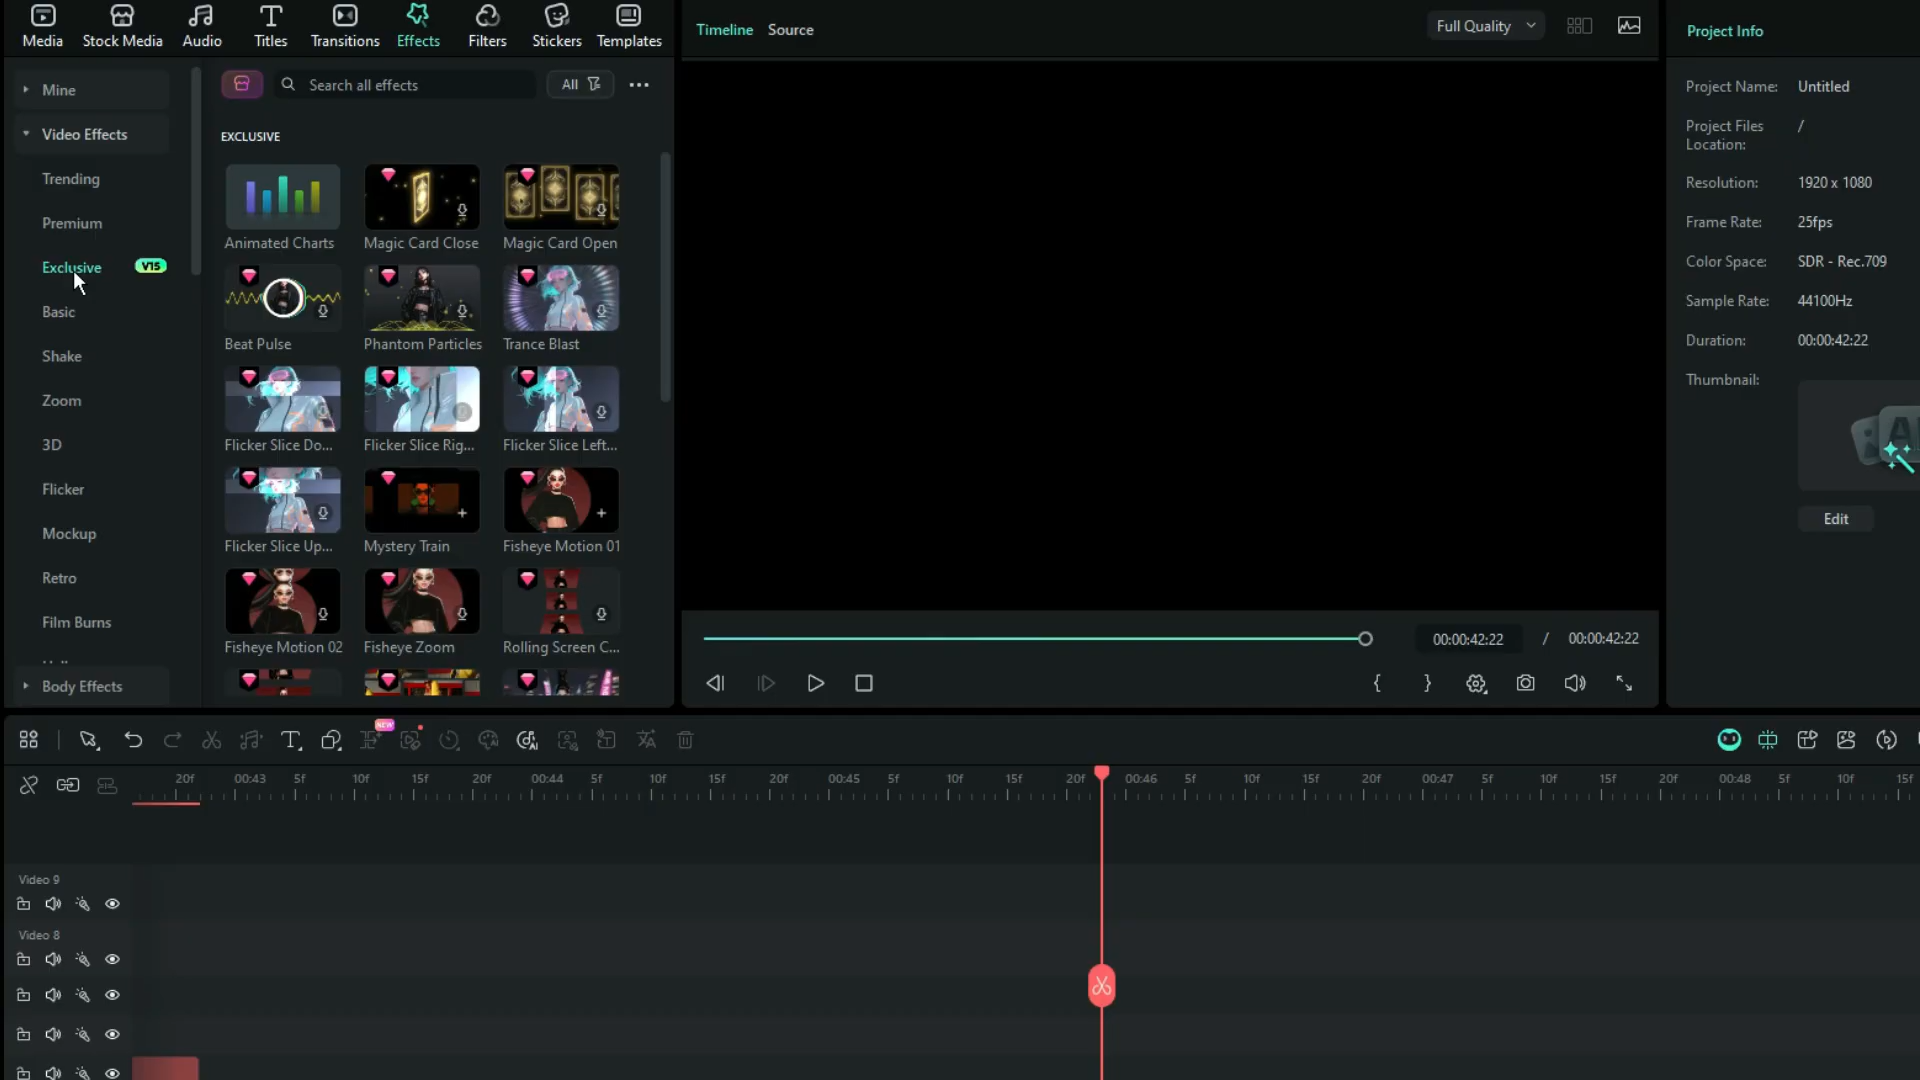 Media
Stock Media
Audio
Titles
Transitions
Effects
Filters
Stickers
Templates
Timeline
Source
Full Quality
Project Info
Mine
Video Effects
Trending
Premium
Exclusive
V15
Basic
Shake
Zoom
3D
Flicker
Mockup
Retro
Film Burns
Body Effects
Search all effects
All
EXCLUSIVE
Animated Charts
Magic Card Close
Magic Card Open
Beat Pulse
Phantom Particles
Trance Blast
Flicker Slice Do...
Flicker Slice Rig...
Flicker Slice Left...
Flicker Slice Up...
Mystery Train
Fisheye Motion 01
Fisheye Motion 02
Fisheye Zoom
Rolling Screen C...
Project Name: Untitled
Project Files
Location: /
Resolution: 1920 x 1080
Frame Rate: 25fps
Color Space: SDR - Rec.709
Sample Rate: 44100Hz
Duration: 00:00:42:22
Thumbnail:
Edit
00:00:42:22 / 00:00:42:22
NEW
20f 00:43 5f 10f 15f 20f 00:44 5f 10f 15f 20f 00:45 5f 10f 15f 20f 00:46 5f 10f 15f 20f 00:47 5f 10f 15f 20f 00:48 5f 10f 15f
Video 9
Video 8